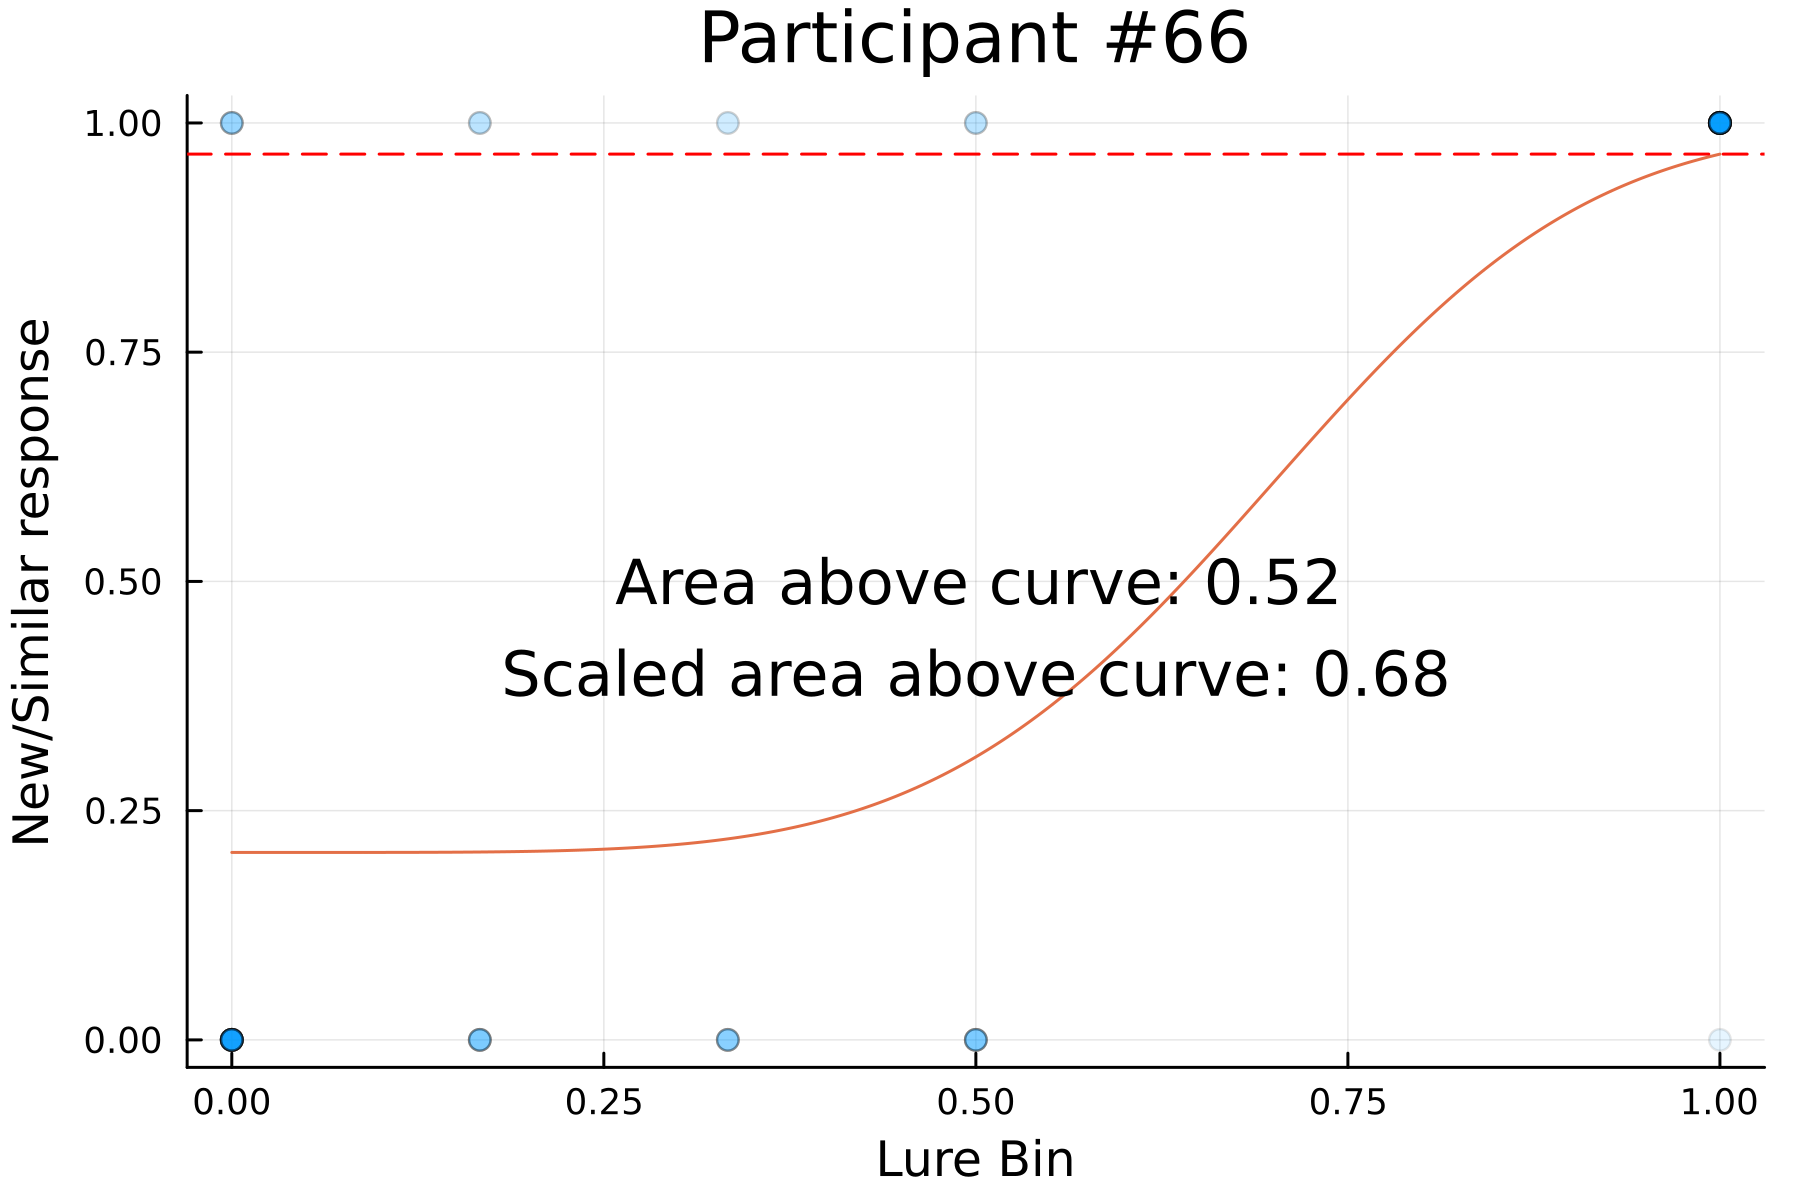 Participant #66
New/Similar response
1.00
0.75
0.50
0.25
0.00
Area above curve: 0.52
Scaled area above curve: 0.68
0.00 0.25 0.50 0.75 1.00
Lure Bin